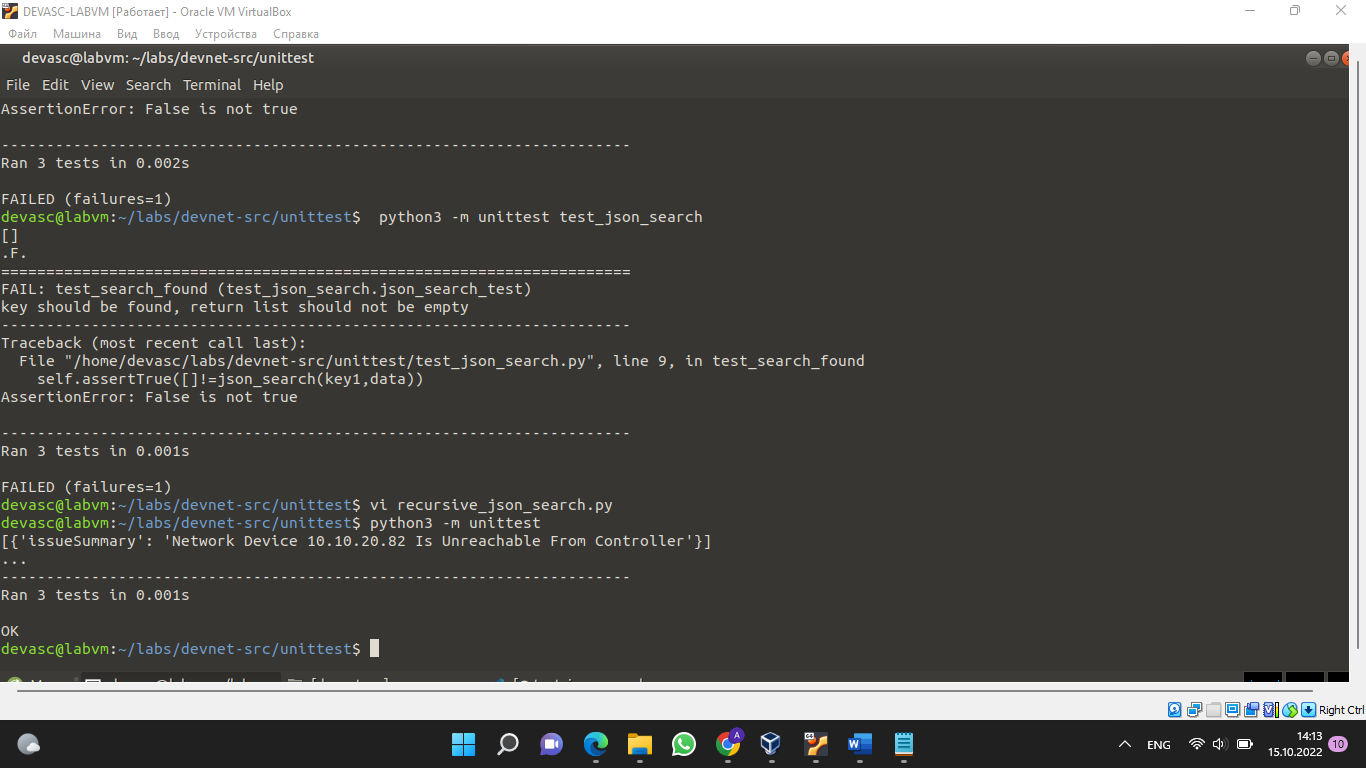 DEVASC-LABVM [Работает] - Oracle VM VirtualBox
Файл Машина Вид Ввод Устройства Справка
devasc@labvm: ~/labs/devnet-src/unittest
File Edit View Search Terminal Help
AssertionError: False is not true
----------------------------------------------------------------------
Ran 3 tests in 0.002s
FAILED (failures=1)
devasc@labvm:~/labs/devnet-src/unittest$  python3 -m unittest test_json_search
[]
.F.
======================================================================
FAIL: test_search_found (test_json_search.json_search_test)
key should be found, return list should not be empty
----------------------------------------------------------------------
Traceback (most recent call last):
  File "/home/devasc/labs/devnet-src/unittest/test_json_search.py", line 9, in test_search_found
    self.assertTrue([]!=json_search(key1,data))
AssertionError: False is not true
----------------------------------------------------------------------
Ran 3 tests in 0.001s
FAILED (failures=1)
devasc@labvm:~/labs/devnet-src/unittest$ vi recursive_json_search.py
devasc@labvm:~/labs/devnet-src/unittest$ python3 -m unittest
[{'issueSummary': 'Network Device 10.10.20.82 Is Unreachable From Controller'}]
...
----------------------------------------------------------------------
Ran 3 tests in 0.001s
OK
devasc@labvm:~/labs/devnet-src/unittest$
Right Ctrl
ENG
14:13
15.10.2022
10